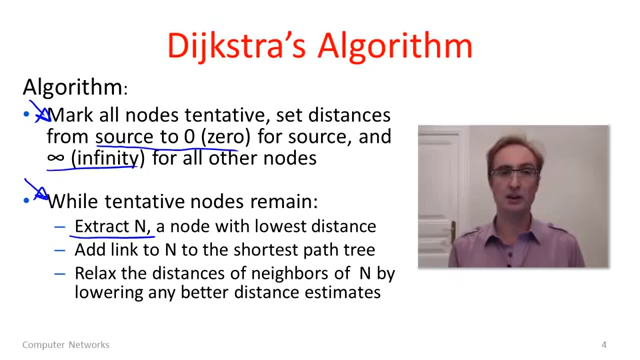 Dijkstra's Algorithm
Algorithm:
• Mark all nodes tentative, set distances
from source to 0 (zero) for source, and
∞ (infinity) for all other nodes
• While tentative nodes remain:
– Extract N, a node with lowest distance
– Add link to N to the shortest path tree
– Relax the distances of neighbors of N by
lowering any better distance estimates
Computer Networks
4